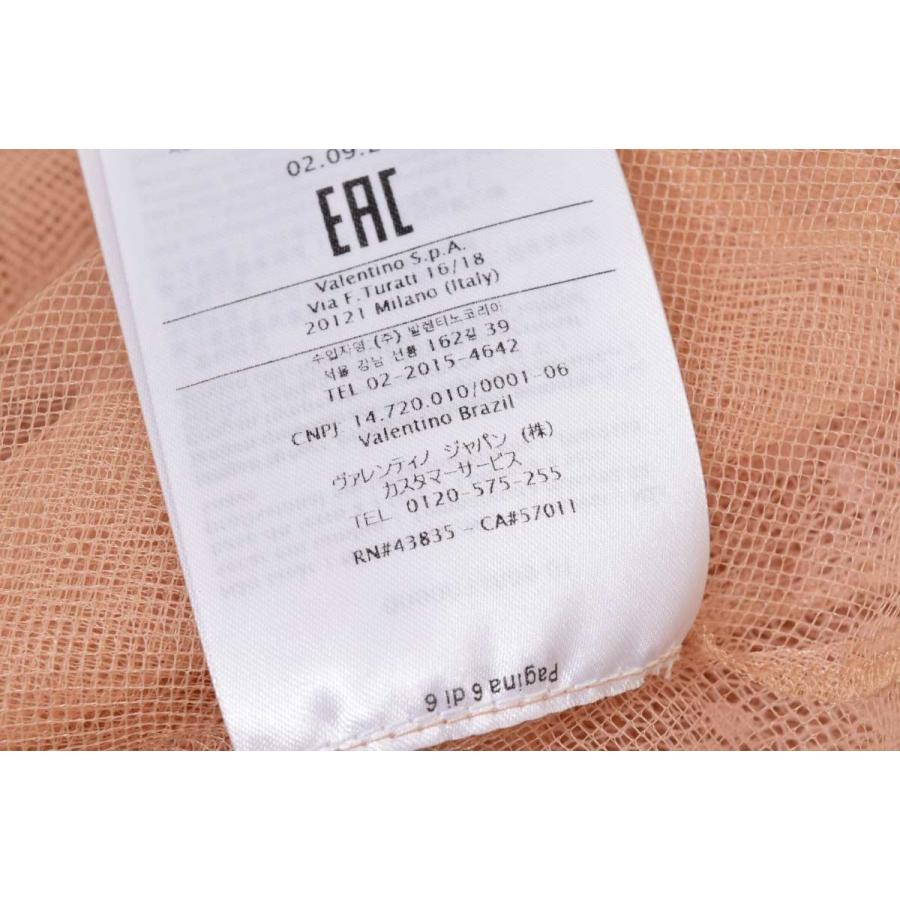 02.09.2
EAC
Valentino S.p.A.
Via F. Turati 16/18
20121 Milano (Italy)
수입자명 (주) 발렌티노코리아
서울 강남 선릉 162길 39
TEL 02-2015-4642
CNPJ 14.720.010/0001-06
Valentino Brazil
ヴァレンティノ ジャパン (株)
カスタマーサービス
TEL 0120-575-255
RN#43835 - CA#57011
Pagina 6 di 6